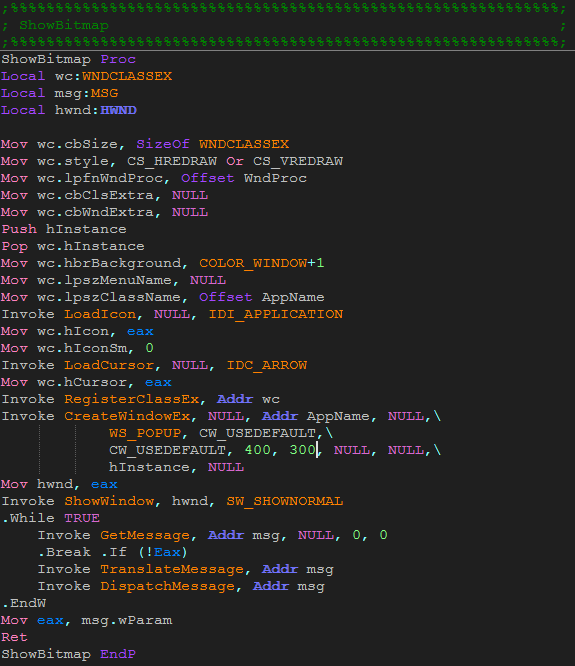 ;%%%%%%%%%%%%%%%%%%%%%%%%%%%%%%%%%%%%%%%%%%%%%%%%%%%%%%%%%%%%%;
; ShowBitmap                                                  ;
;%%%%%%%%%%%%%%%%%%%%%%%%%%%%%%%%%%%%%%%%%%%%%%%%%%%%%%%%%%%%%;
ShowBitmap Proc
Local wc:WNDCLASSEX
Local msg:MSG
Local hwnd:HWND

Mov wc.cbSize, SizeOf WNDCLASSEX
Mov wc.style, CS_HREDRAW Or CS_VREDRAW
Mov wc.lpfnWndProc, Offset WndProc
Mov wc.cbClsExtra, NULL
Mov wc.cbWndExtra, NULL
Push hInstance
Pop wc.hInstance
Mov wc.hbrBackground, COLOR_WINDOW+1
Mov wc.lpszMenuName, NULL
Mov wc.lpszClassName, Offset AppName
Invoke LoadIcon, NULL, IDI_APPLICATION
Mov wc.hIcon, eax
Mov wc.hIconSm, 0
Invoke LoadCursor, NULL, IDC_ARROW
Mov wc.hCursor, eax
Invoke RegisterClassEx, Addr wc
Invoke CreateWindowEx, NULL, Addr AppName, NULL,\
            WS_POPUP, CW_USEDEFAULT,\
            CW_USEDEFAULT, 400, 300, NULL, NULL,\
            hInstance, NULL
Mov hwnd, eax
Invoke ShowWindow, hwnd, SW_SHOWNORMAL
.While TRUE
    Invoke GetMessage, Addr msg, NULL, 0, 0
    .Break .If (!Eax)
    Invoke TranslateMessage, Addr msg
    Invoke DispatchMessage, Addr msg
.EndW
Mov eax, msg.wParam
Ret
ShowBitmap EndP